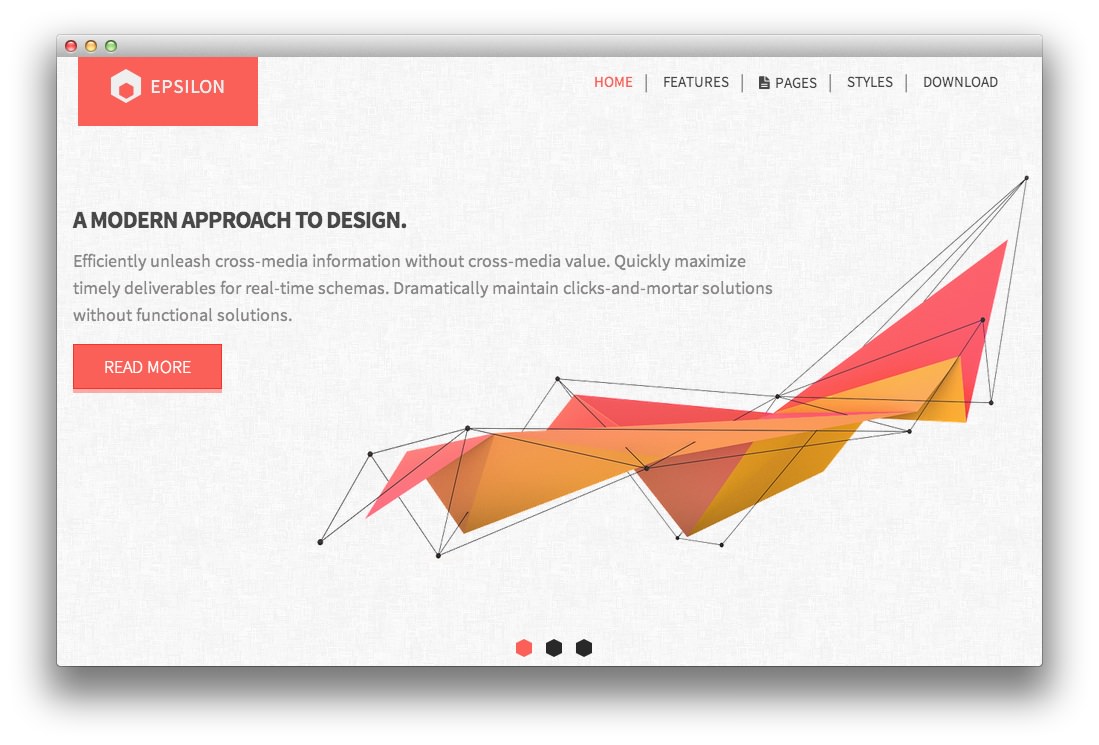 EPSILON
HOME | FEATURES | PAGES | STYLES | DOWNLOAD
A MODERN APPROACH TO DESIGN.
Efficiently unleash cross-media information without cross-media value. Quickly maximize
timely deliverables for real-time schemas. Dramatically maintain clicks-and-mortar solutions
without functional solutions.
READ MORE